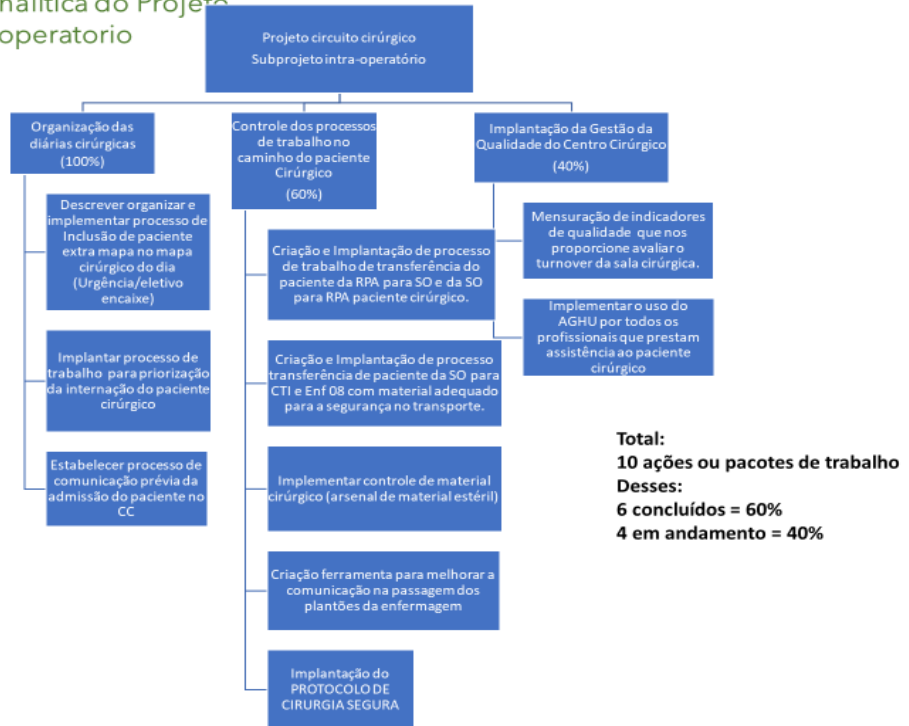 nalítica do Projeto
operatorio
Projeto circuito cirúrgico
Subprojeto intra-operatório
Organização das
diárias cirúrgicas
(100%)
Descrever organizar e
implementar processo de
Inclusão de paciente
extra mapa no mapa
cirúrgico do dia
(Urgência/eletivo
encaixe)
Implantar processo de
trabalho para priorização
da internação do paciente
cirúrgico
Estabelecer processo de
comunicação prévia da
admissão do paciente no
CC
Controle dos processos
de trabalho no
caminho do paciente
Cirúrgico
(60%)
Criação e Implantação de processo
de trabalho de transferência do
paciente da RPA para SO e da SO
para RPA paciente cirúrgico.
Criação e Implantação de processo
transferência de paciente da SO para
CTI e Enf 08 com material adequado
para a segurança no transporte.
Implementar controle de material
cirúrgico (arsenal de material estéril)
Criação ferramenta para melhorar a
comunicação na passagem dos
plantões da enfermagem
Implantação do
PROTOCOLO DE
CIRURGIA SEGURA
Implantação da Gestão da
Qualidade do Centro Cirúrgico
(40%)
Mensuração de indicadores
de qualidade que nos
proporcione avaliar o
turnover da sala cirúrgica.
Implementar o uso do
AGHU por todos os
profissionais que prestam
assistência ao paciente
cirúrgico
Total:
10 ações ou pacotes de trabalho
Desses:
6 concluídos = 60%
4 em andamento = 40%